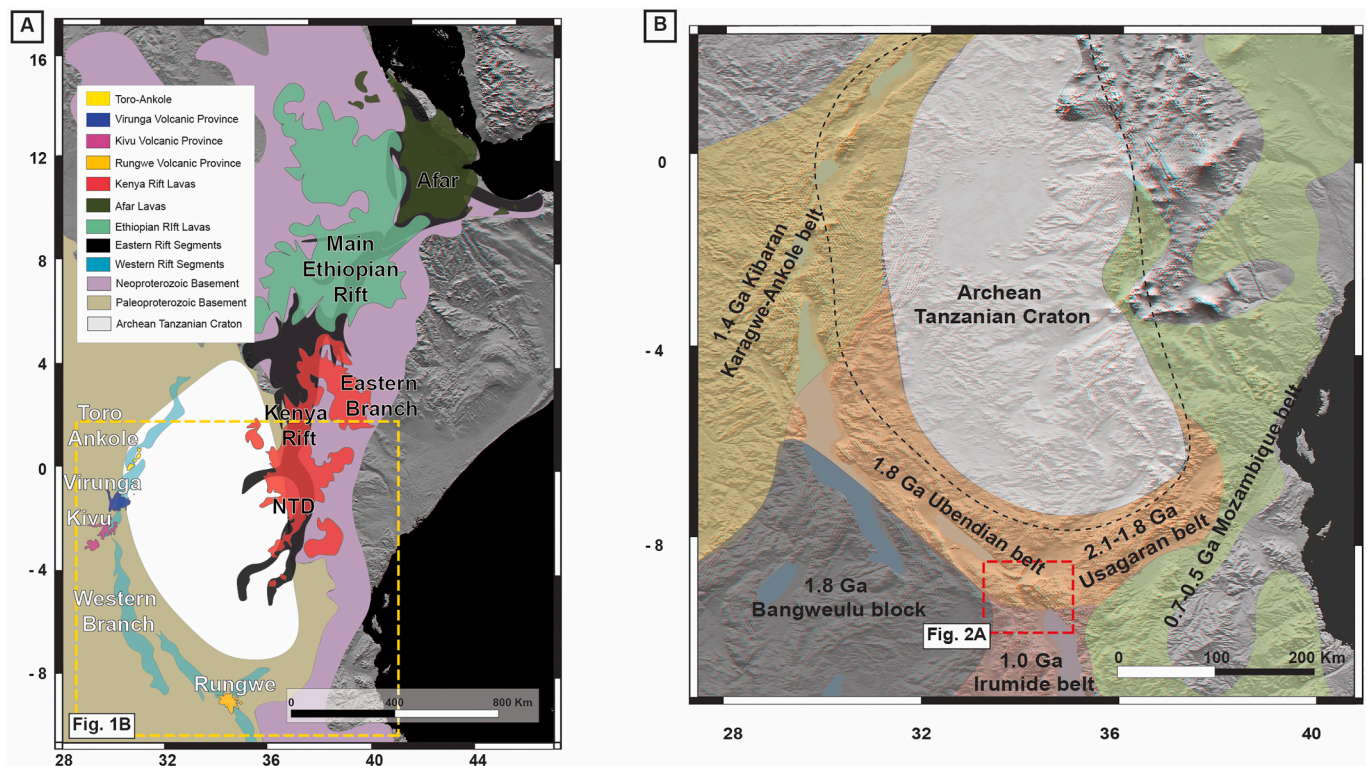 A
16
12
8
4
0
- 4
- 8
28
32
36
40
44
Toro-Ankole
Virunga Volcanic Province
Kivu Volcanic Province
Rungwe Volcanic Province
Kenya Rift Lavas
Afar Lavas
Ethiopian RIft Lavas
Eastern Rift Segments
Western Rift Segments
Neoproterozoic Basement
Paleoproterozoic Basement
Archean Tanzanian Craton
Afar
Main
Ethiopian
Rift
Eastern
Branch
Kenya
Rift
Toro
Ankole
Virunga
Kivu
NTD
Western
Branch
Rungwe
0
400
800 Km
Fig. 1B
B
0
- 4
- 8
28
32
36
40
1.4 Ga Kibaran
Karagwe-Ankole belt
Archean
Tanzanian Craton
1.8 Ga Ubendian belt
2.1-1.8 Ga
Usagaran belt
0.7-0.5 Ga Mozambique belt
1.8 Ga
Bangweulu block
Fig. 2A
1.0 Ga
Irumide belt
0
100
200 Km